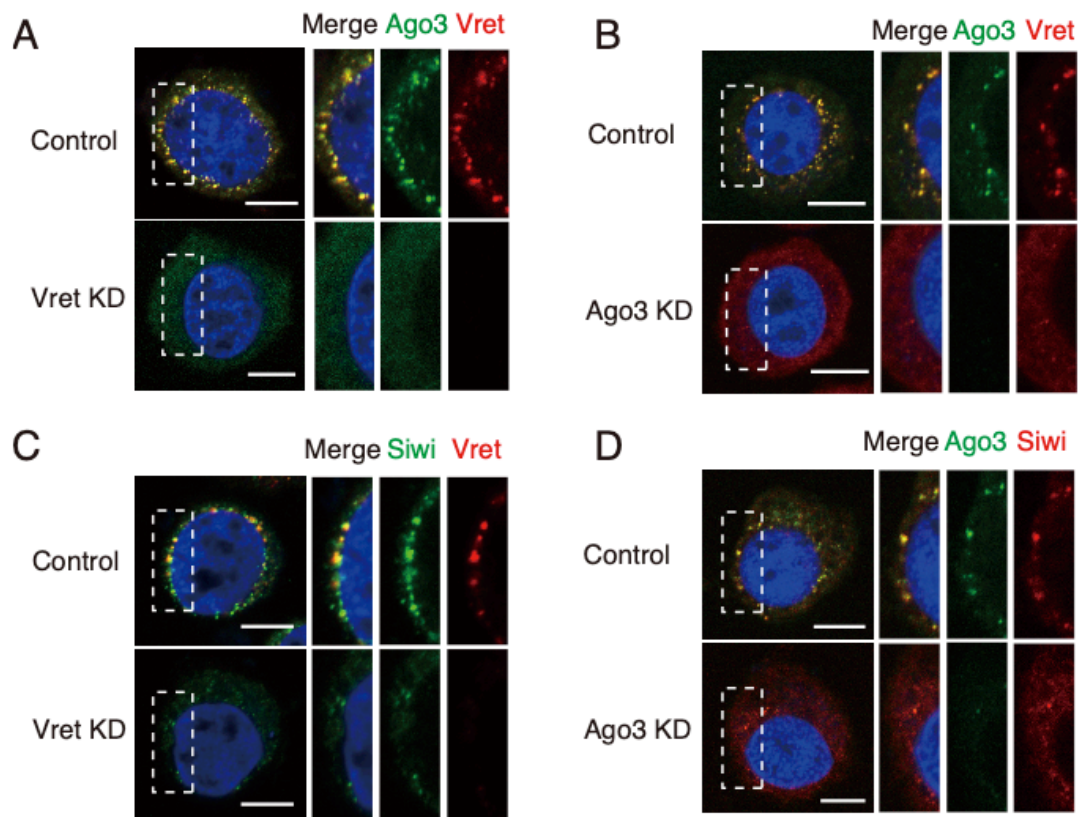 A
Merge Ago3 Vret
Control
Vret KD
B
Merge Ago3 Vret
Control
Ago3 KD
C
Merge Siwi Vret
Control
Vret KD
D
Merge Ago3 Siwi
Control
Ago3 KD